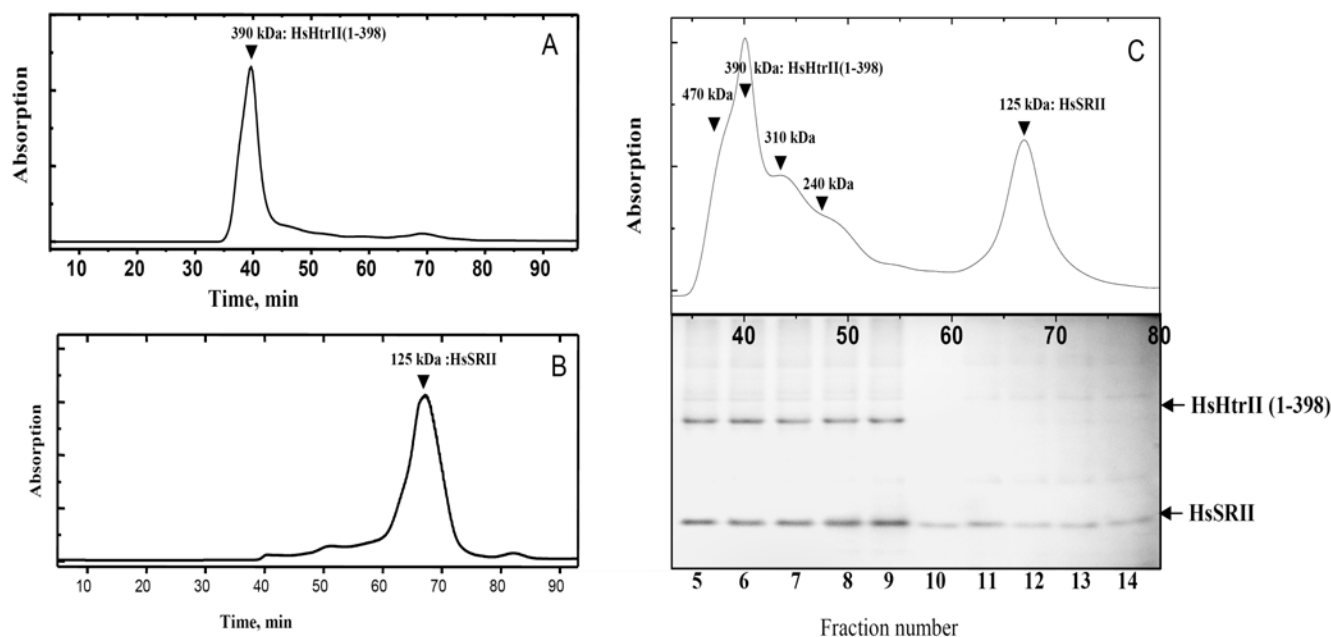 A
390 kDa: HsHtrII(1-398)
Absorption
10 20 30 40 50 60 70 80 90
Time, min
B
125 kDa :HsSRII
Absorption
10 20 30 40 50 60 70 80 90
Time, min
C
390 kDa: HsHtrII(1-398)
470 kDa
125 kDa: HsSRII
310 kDa
240 kDa
Absorption
40 50 60 70 80
HsHtrII (1-398)
HsSRII
5 6 7 8 9 10 11 12 13 14
Fraction number